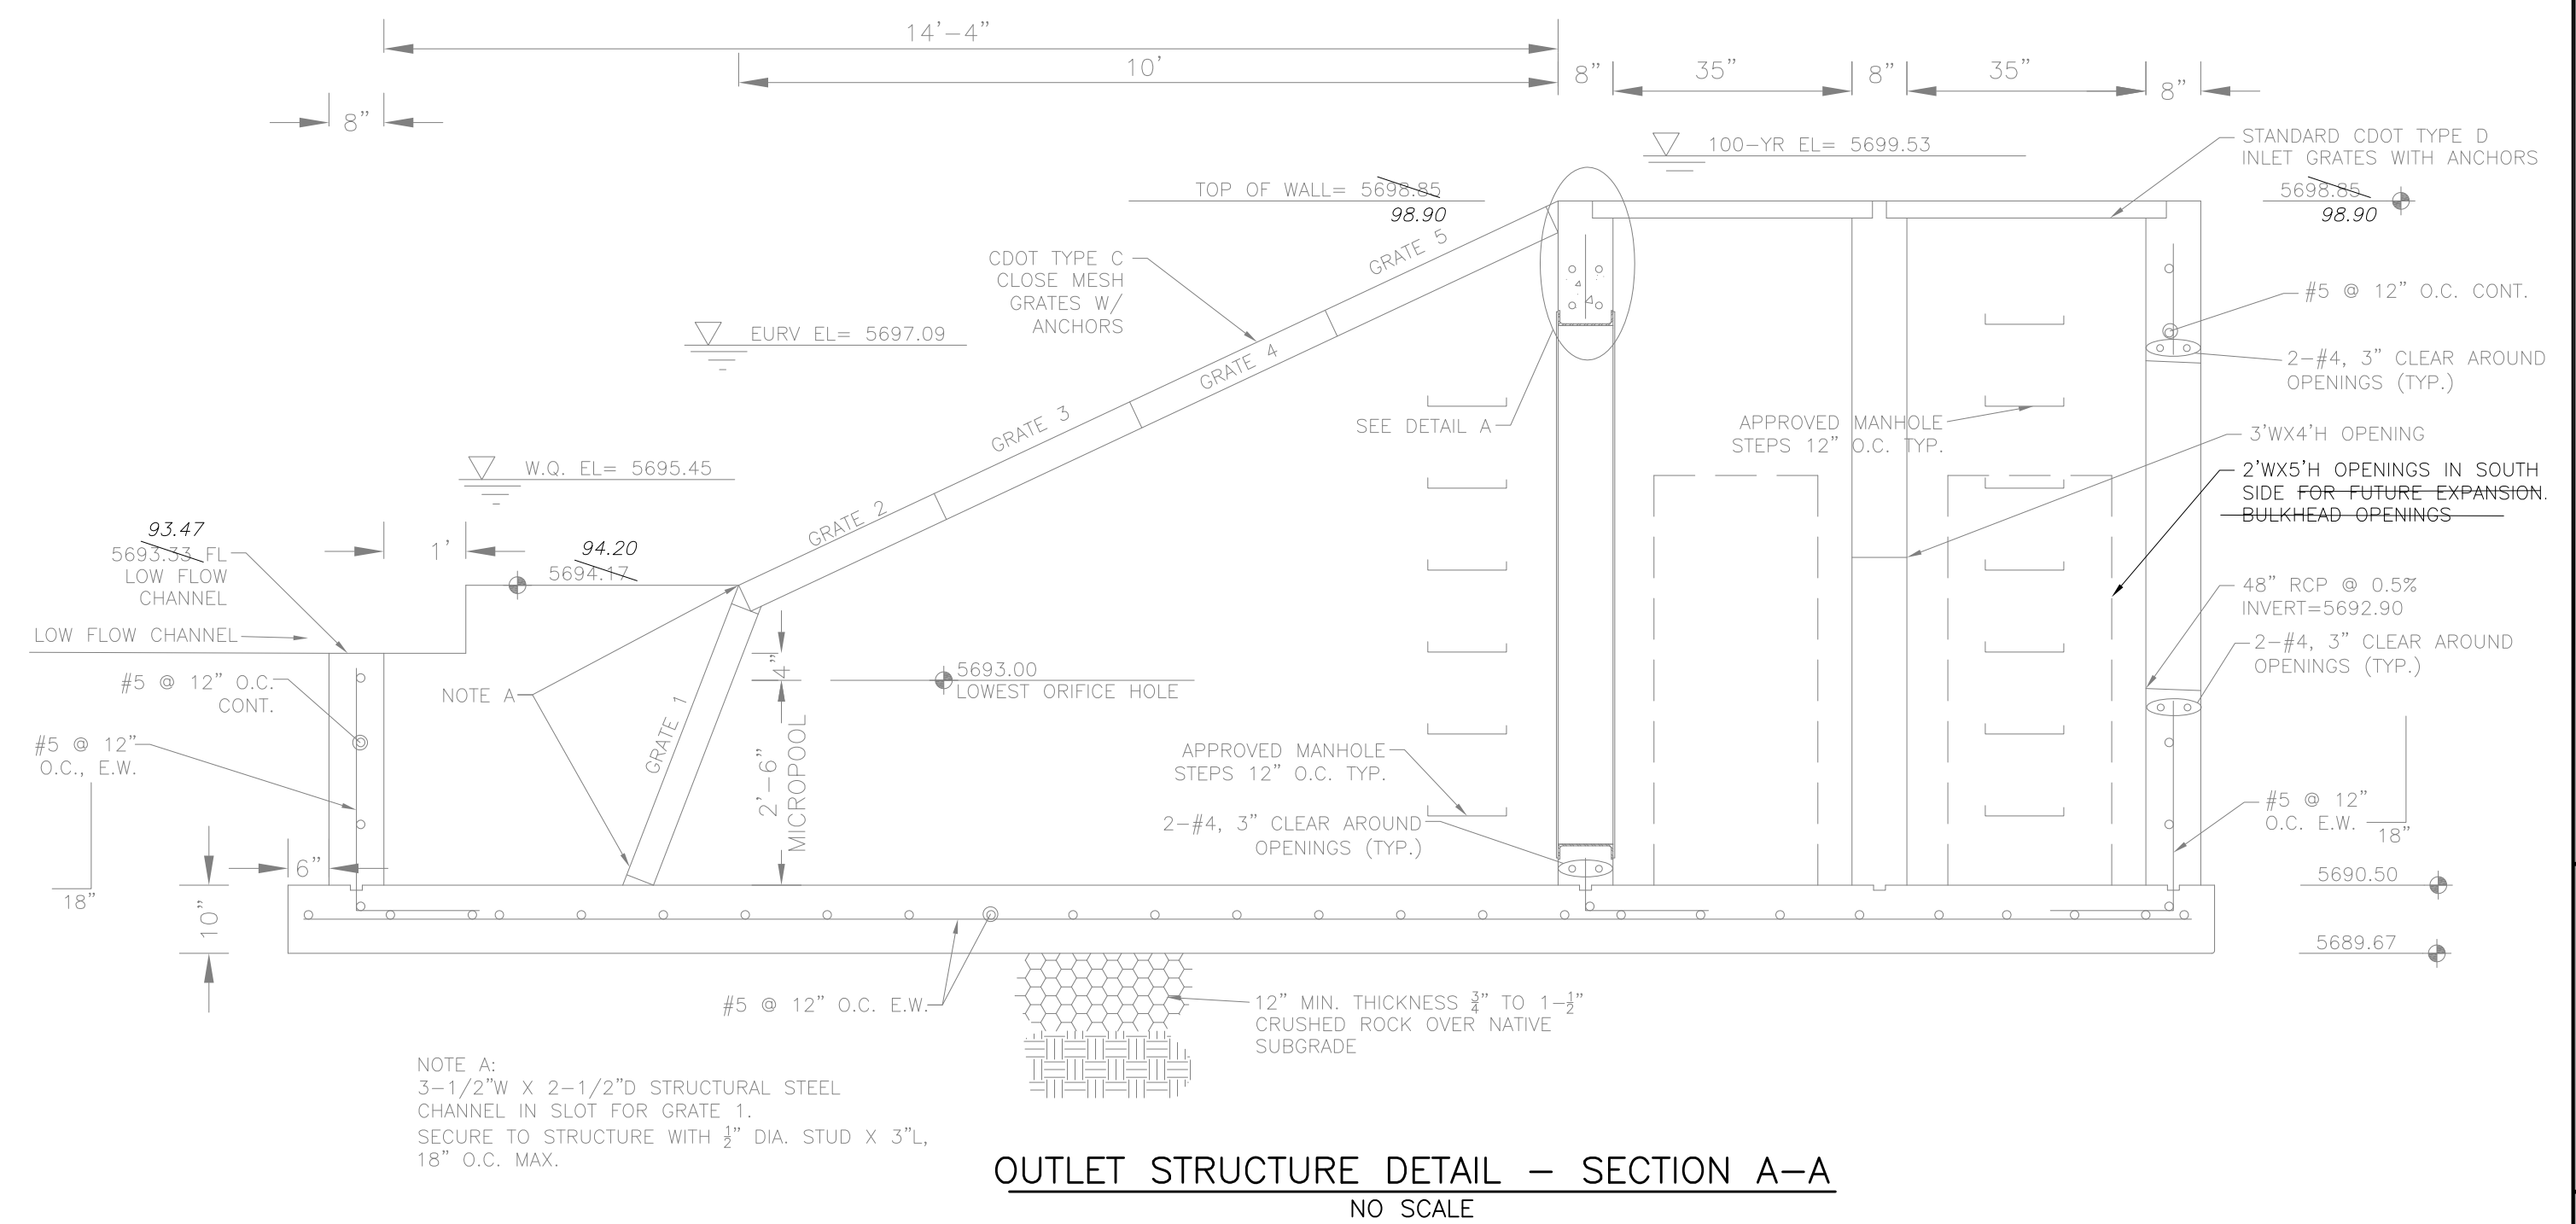 14'-4"
10'
8"
35"
8"
35"
8"
8"
100-YR EL= 5699.53
STANDARD CDOT TYPE D
INLET GRATES WITH ANCHORS
TOP OF WALL= 5698.85
98.90
5698.85
98.90
CDOT TYPE C
CLOSE MESH
GRATES W/
ANCHORS
GRATE 5
#5 @ 12" O.C. CONT.
EURV EL= 5697.09
GRATE 4
2-#4, 3" CLEAR AROUND
OPENINGS (TYP.)
GRATE 3
SEE DETAIL A
APPROVED MANHOLE
STEPS 12" O.C. TYP.
3'WX4'H OPENING
W.Q. EL= 5695.45
2'WX5'H OPENINGS IN SOUTH
SIDE FOR FUTURE EXPANSION.
BULKHEAD OPENINGS
GRATE 2
93.47
5693.33 FL
LOW FLOW
CHANNEL
1'
94.20
5694.17
48" RCP @ 0.5%
INVERT=5692.90
LOW FLOW CHANNEL
2-#4, 3" CLEAR AROUND
OPENINGS (TYP.)
4"
5693.00
LOWEST ORIFICE HOLE
#5 @ 12" O.C.
CONT.
NOTE A
GRATE 1
#5 @ 12"
O.C., E.W.
2'-6"
MICROPOOL
APPROVED MANHOLE
STEPS 12" O.C. TYP.
#5 @ 12"
O.C. E.W.
18"
2-#4, 3" CLEAR AROUND
OPENINGS (TYP.)
6"
18"
10"
5690.50
5689.67
#5 @ 12" O.C. E.W.
12" MIN. THICKNESS 3/4" TO 1-1/2"
CRUSHED ROCK OVER NATIVE
SUBGRADE
NOTE A:
3-1/2"W X 2-1/2"D STRUCTURAL STEEL
CHANNEL IN SLOT FOR GRATE 1.
SECURE TO STRUCTURE WITH 1/2" DIA. STUD X 3"L,
18" O.C. MAX.
OUTLET STRUCTURE DETAIL - SECTION A-A
NO SCALE